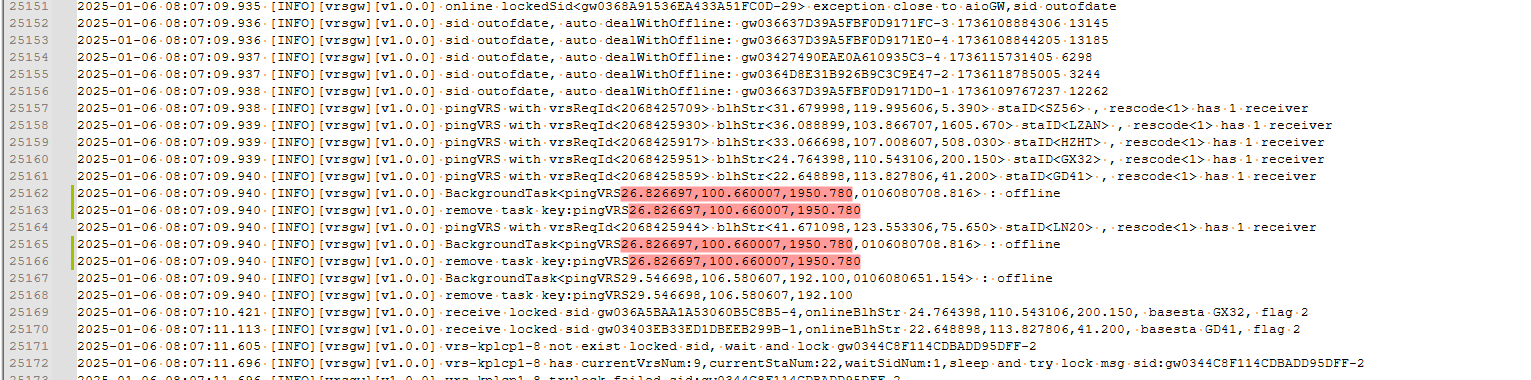 25151 2025-01-06 08:07:09.935 [INFO][vrsgw][v1.0.0] online lockedSid<gw0368A91536EA433A51FC0D-29> exception close to aioGW,sid outofdate
25152 2025-01-06 08:07:09.936 [INFO][vrsgw][v1.0.0] sid outofdate, auto dealWithOffline: gw036637D39A5FBF0D9171FC-3 1736108884306 13145
25153 2025-01-06 08:07:09.936 [INFO][vrsgw][v1.0.0] sid outofdate, auto dealWithOffline: gw036637D39A5FBF0D9171E0-4 1736108844205 13185
25154 2025-01-06 08:07:09.937 [INFO][vrsgw][v1.0.0] sid outofdate, auto dealWithOffline: gw03427490EAE0A610935C3-4 1736115731405 6298
25155 2025-01-06 08:07:09.937 [INFO][vrsgw][v1.0.0] sid outofdate, auto dealWithOffline: gw0364D8E31B926B9C3C9E47-2 1736118785005 3244
25156 2025-01-06 08:07:09.938 [INFO][vrsgw][v1.0.0] sid outofdate, auto dealWithOffline: gw036637D39A5FBF0D9171D0-1 1736109767237 12262
25157 2025-01-06 08:07:09.938 [INFO][vrsgw][v1.0.0] pingVRS with vrsReqId<2068425709> blhStr<31.679998,119.995606,5.390> staID<SZ56> , rescode<1> has 1 receiver
25158 2025-01-06 08:07:09.939 [INFO][vrsgw][v1.0.0] pingVRS with vrsReqId<2068425930> blhStr<36.088899,103.866707,1605.670> staID<LZAN> , rescode<1> has 1 receiver
25159 2025-01-06 08:07:09.939 [INFO][vrsgw][v1.0.0] pingVRS with vrsReqId<2068425917> blhStr<33.066698,107.008607,508.030> staID<HZHT> , rescode<1> has 1 receiver
25160 2025-01-06 08:07:09.939 [INFO][vrsgw][v1.0.0] pingVRS with vrsReqId<2068425951> blhStr<24.764398,110.543106,200.150> staID<GX32> , rescode<1> has 1 receiver
25161 2025-01-06 08:07:09.940 [INFO][vrsgw][v1.0.0] pingVRS with vrsReqId<2068425859> blhStr<22.648898,113.827806,41.200> staID<GD41> , rescode<1> has 1 receiver
25162 2025-01-06 08:07:09.940 [INFO][vrsgw][v1.0.0] BackgroundTask<pingVRS26.826697,100.660007,1950.780,0106080708.816> : offline
25163 2025-01-06 08:07:09.940 [INFO][vrsgw][v1.0.0] remove task key:pingVRS26.826697,100.660007,1950.780
25164 2025-01-06 08:07:09.940 [INFO][vrsgw][v1.0.0] pingVRS with vrsReqId<2068425944> blhStr<41.671098,123.553306,75.650> staID<LN20> , rescode<1> has 1 receiver
25165 2025-01-06 08:07:09.940 [INFO][vrsgw][v1.0.0] BackgroundTask<pingVRS26.826697,100.660007,1950.780,0106080708.816> : offline
25166 2025-01-06 08:07:09.940 [INFO][vrsgw][v1.0.0] remove task key:pingVRS26.826697,100.660007,1950.780
25167 2025-01-06 08:07:09.940 [INFO][vrsgw][v1.0.0] BackgroundTask<pingVRS29.546698,106.580607,192.100,0106080651.154> : offline
25168 2025-01-06 08:07:09.940 [INFO][vrsgw][v1.0.0] remove task key:pingVRS29.546698,106.580607,192.100
25169 2025-01-06 08:07:10.421 [INFO][vrsgw][v1.0.0] receive locked sid gw036A5BAA1A53060B5C8B5-4,onlineBlhStr 24.764398,110.543106,200.150, basesta GX32, flag 2
25170 2025-01-06 08:07:11.113 [INFO][vrsgw][v1.0.0] receive locked sid gw03403EB33ED1DBEEB299B-1,onlineBlhStr 22.648898,113.827806,41.200, basesta GD41, flag 2
25171 2025-01-06 08:07:11.605 [INFO][vrsgw][v1.0.0] vrs-kplcp1-8 not exist locked sid, wait and lock gw0344C8F114CDBADD95DFF-2
25172 2025-01-06 08:07:11.696 [INFO][vrsgw][v1.0.0] vrs-kplcp1-8 has currentVrsNum:9,currentStaNum:22,waitSidNum:1,sleep and try lock msg sid:gw0344C8F114CDBADD95DFF-2